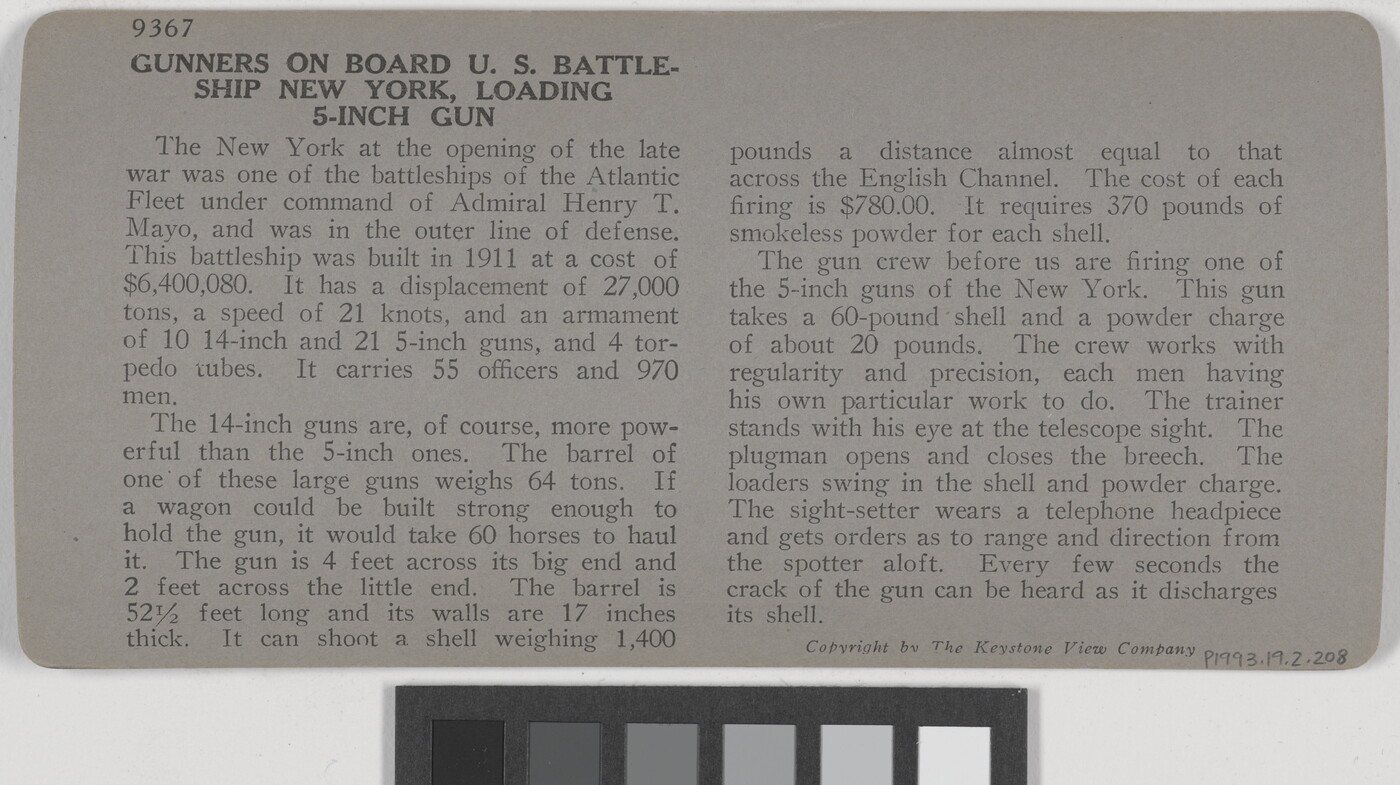 9367
GUNNERS ON BOARD U. S. BATTLE-
SHIP NEW YORK, LOADING
5-INCH GUN
The New York at the opening of the late
war was one of the battleships of the Atlantic
Fleet under command of Admiral Henry T.
Mayo, and was in the outer line of defense.
This battleship was built in 1911 at a cost of
$6,400,080. It has a displacement of 27,000
tons, a speed of 21 knots, and an armament
of 10 14-inch and 21 5-inch guns, and 4 tor-
pedo tubes. It carries 55 officers and 970
men.
The 14-inch guns are, of course, more pow-
erful than the 5-inch ones. The barrel of
one of these large guns weighs 64 tons. If
a wagon could be built strong enough to
hold the gun, it would take 60 horses to haul
it. The gun is 4 feet across its big end and
2 feet across the little end. The barrel is
52½ feet long and its walls are 17 inches
thick. It can shoot a shell weighing 1,400
pounds a distance almost equal to that
across the English Channel. The cost of each
firing is $780.00. It requires 370 pounds of
smokeless powder for each shell.
The gun crew before us are firing one of
the 5-inch guns of the New York. This gun
takes a 60-pound shell and a powder charge
of about 20 pounds. The crew works with
regularity and precision, each men having
his own particular work to do. The trainer
stands with his eye at the telescope sight. The
plugman opens and closes the breech. The
loaders swing in the shell and powder charge.
The sight-setter wears a telephone headpiece
and gets orders as to range and direction from
the spotter aloft. Every few seconds the
crack of the gun can be heard as it discharges
its shell.
Copyright by The Keystone View Company
P1993.19.2.208